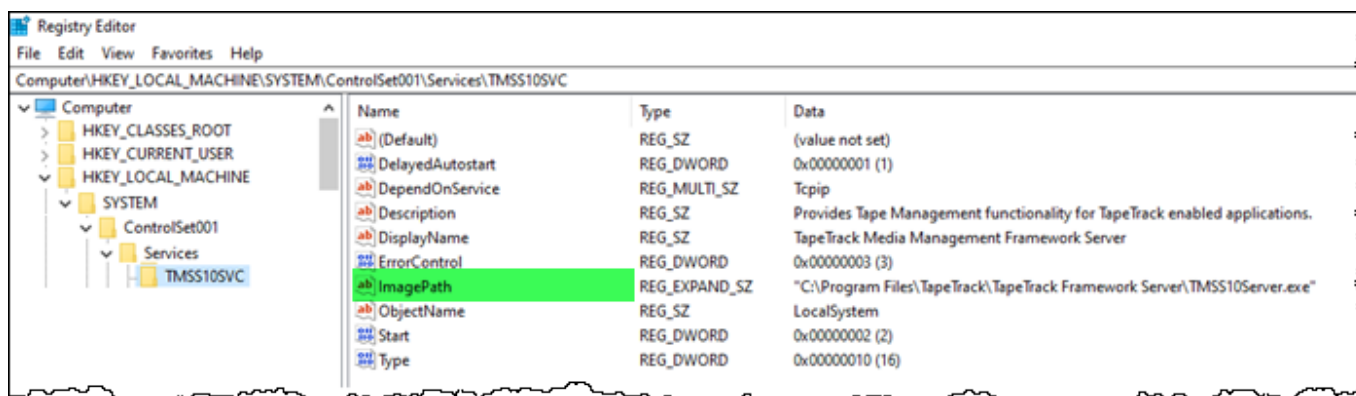 Registry Editor
File Edit View Favorites Help
Computer\HKEY_LOCAL_MACHINE\SYSTEM\ControlSet001\Services\TMSS10SVC
Computer
HKEY_CLASSES_ROOT
HKEY_CURRENT_USER
HKEY_LOCAL_MACHINE
SYSTEM
ControlSet001
Services
TMSS10SVC
Name Type Data
(Default) REG_SZ (value not set)
DelayedAutostart REG_DWORD 0x00000001 (1)
DependOnService REG_MULTI_SZ Tcpip
Description REG_SZ Provides Tape Management functionality for TapeTrack enabled applications.
DisplayName REG_SZ TapeTrack Media Management Framework Server
ErrorControl REG_DWORD 0x00000003 (3)
ImagePath REG_EXPAND_SZ "C:\Program Files\TapeTrack\TapeTrack Framework Server\TMSS10Server.exe"
ObjectName REG_SZ LocalSystem
Start REG_DWORD 0x00000002 (2)
Type REG_DWORD 0x00000010 (16)